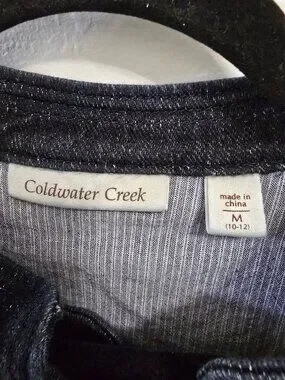 Coldwater Creek
made in
china
M
(10-12)